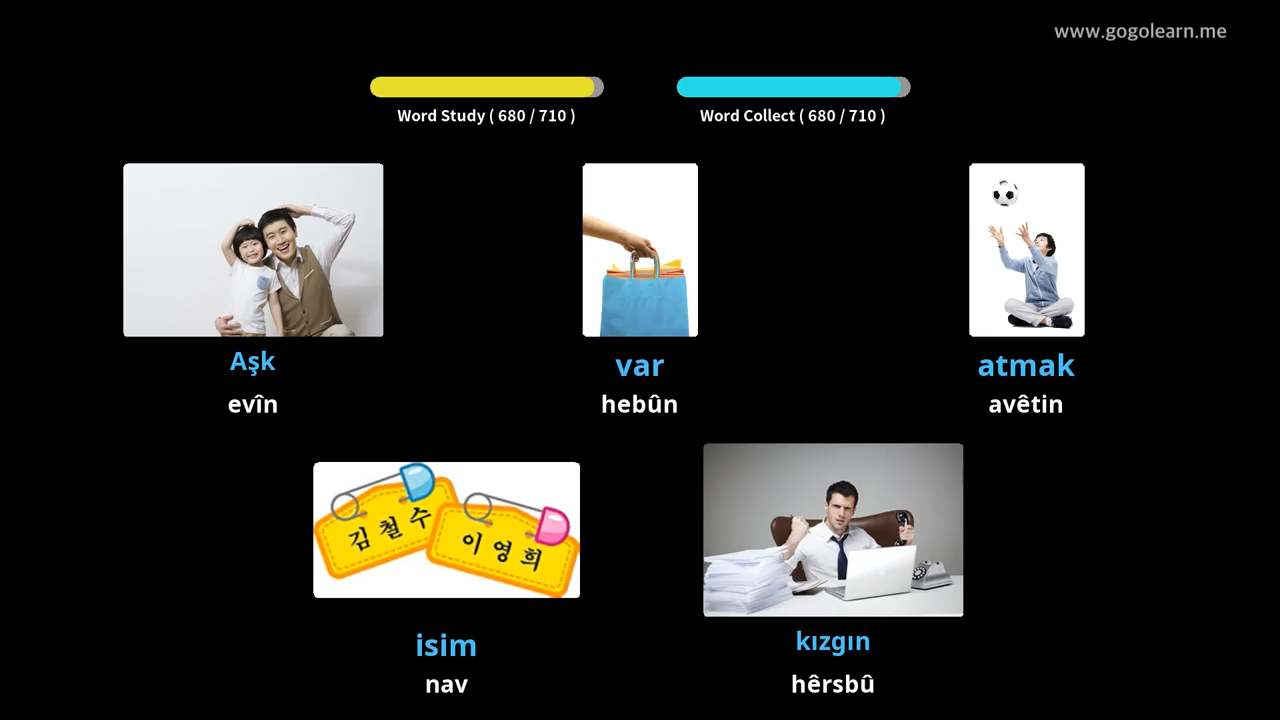 www.gogolearn.me
Word Study ( 680 / 710 )
Word Collect ( 680 / 710 )
Aşk
evîn
var
hebûn
atmak
avêtin
김철수
이영희
isim
nav
kızgın
hêrsbû